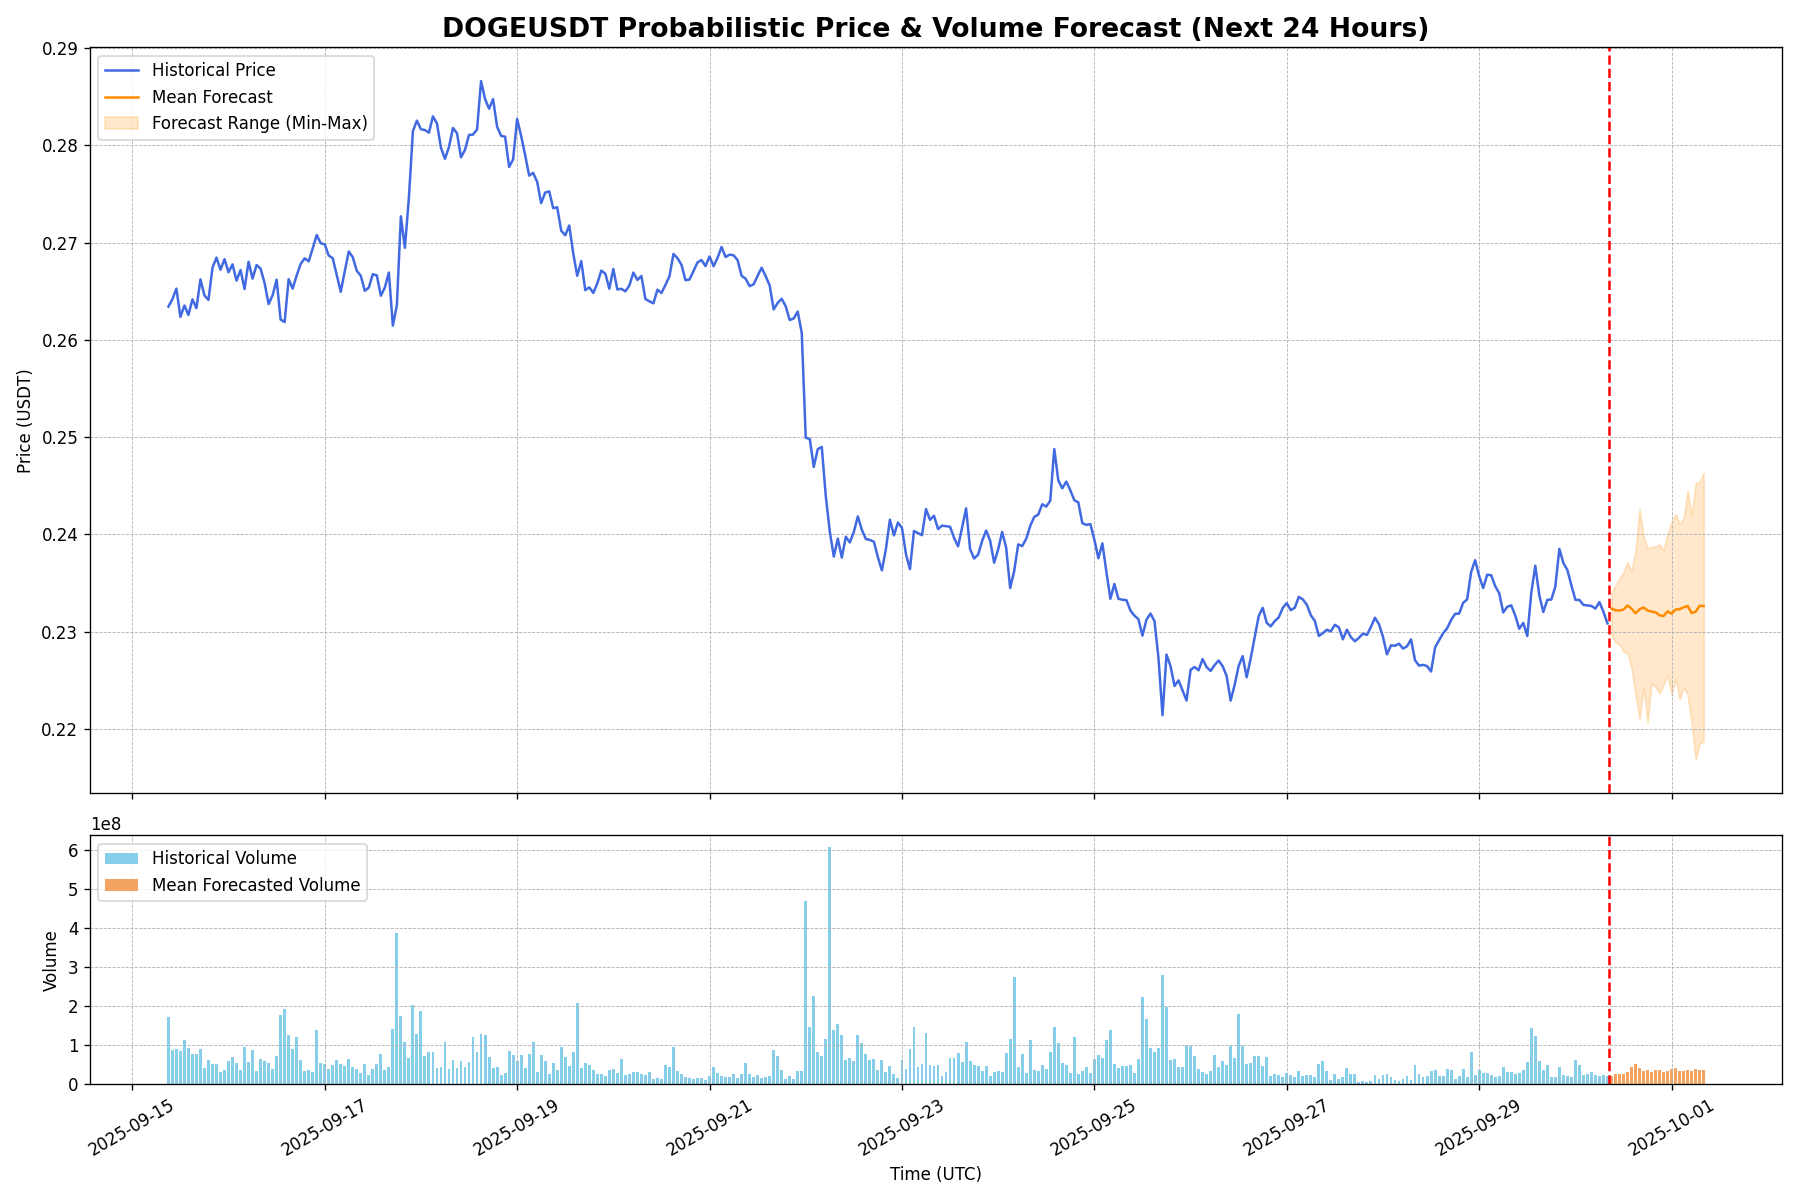 DOGEUSDT Probabilistic Price & Volume Forecast (Next 24 Hours)
Historical Price
Mean Forecast
Forecast Range (Min-Max)
Price (USDT)
0.29
0.28
0.27
0.26
0.25
0.24
0.23
0.22
1e8
Historical Volume
Mean Forecasted Volume
Volume
6
5
4
3
2
1
0
2025-09-15
2025-09-17
2025-09-19
2025-09-21
2025-09-23
2025-09-25
2025-09-27
2025-09-29
2025-10-01
Time (UTC)